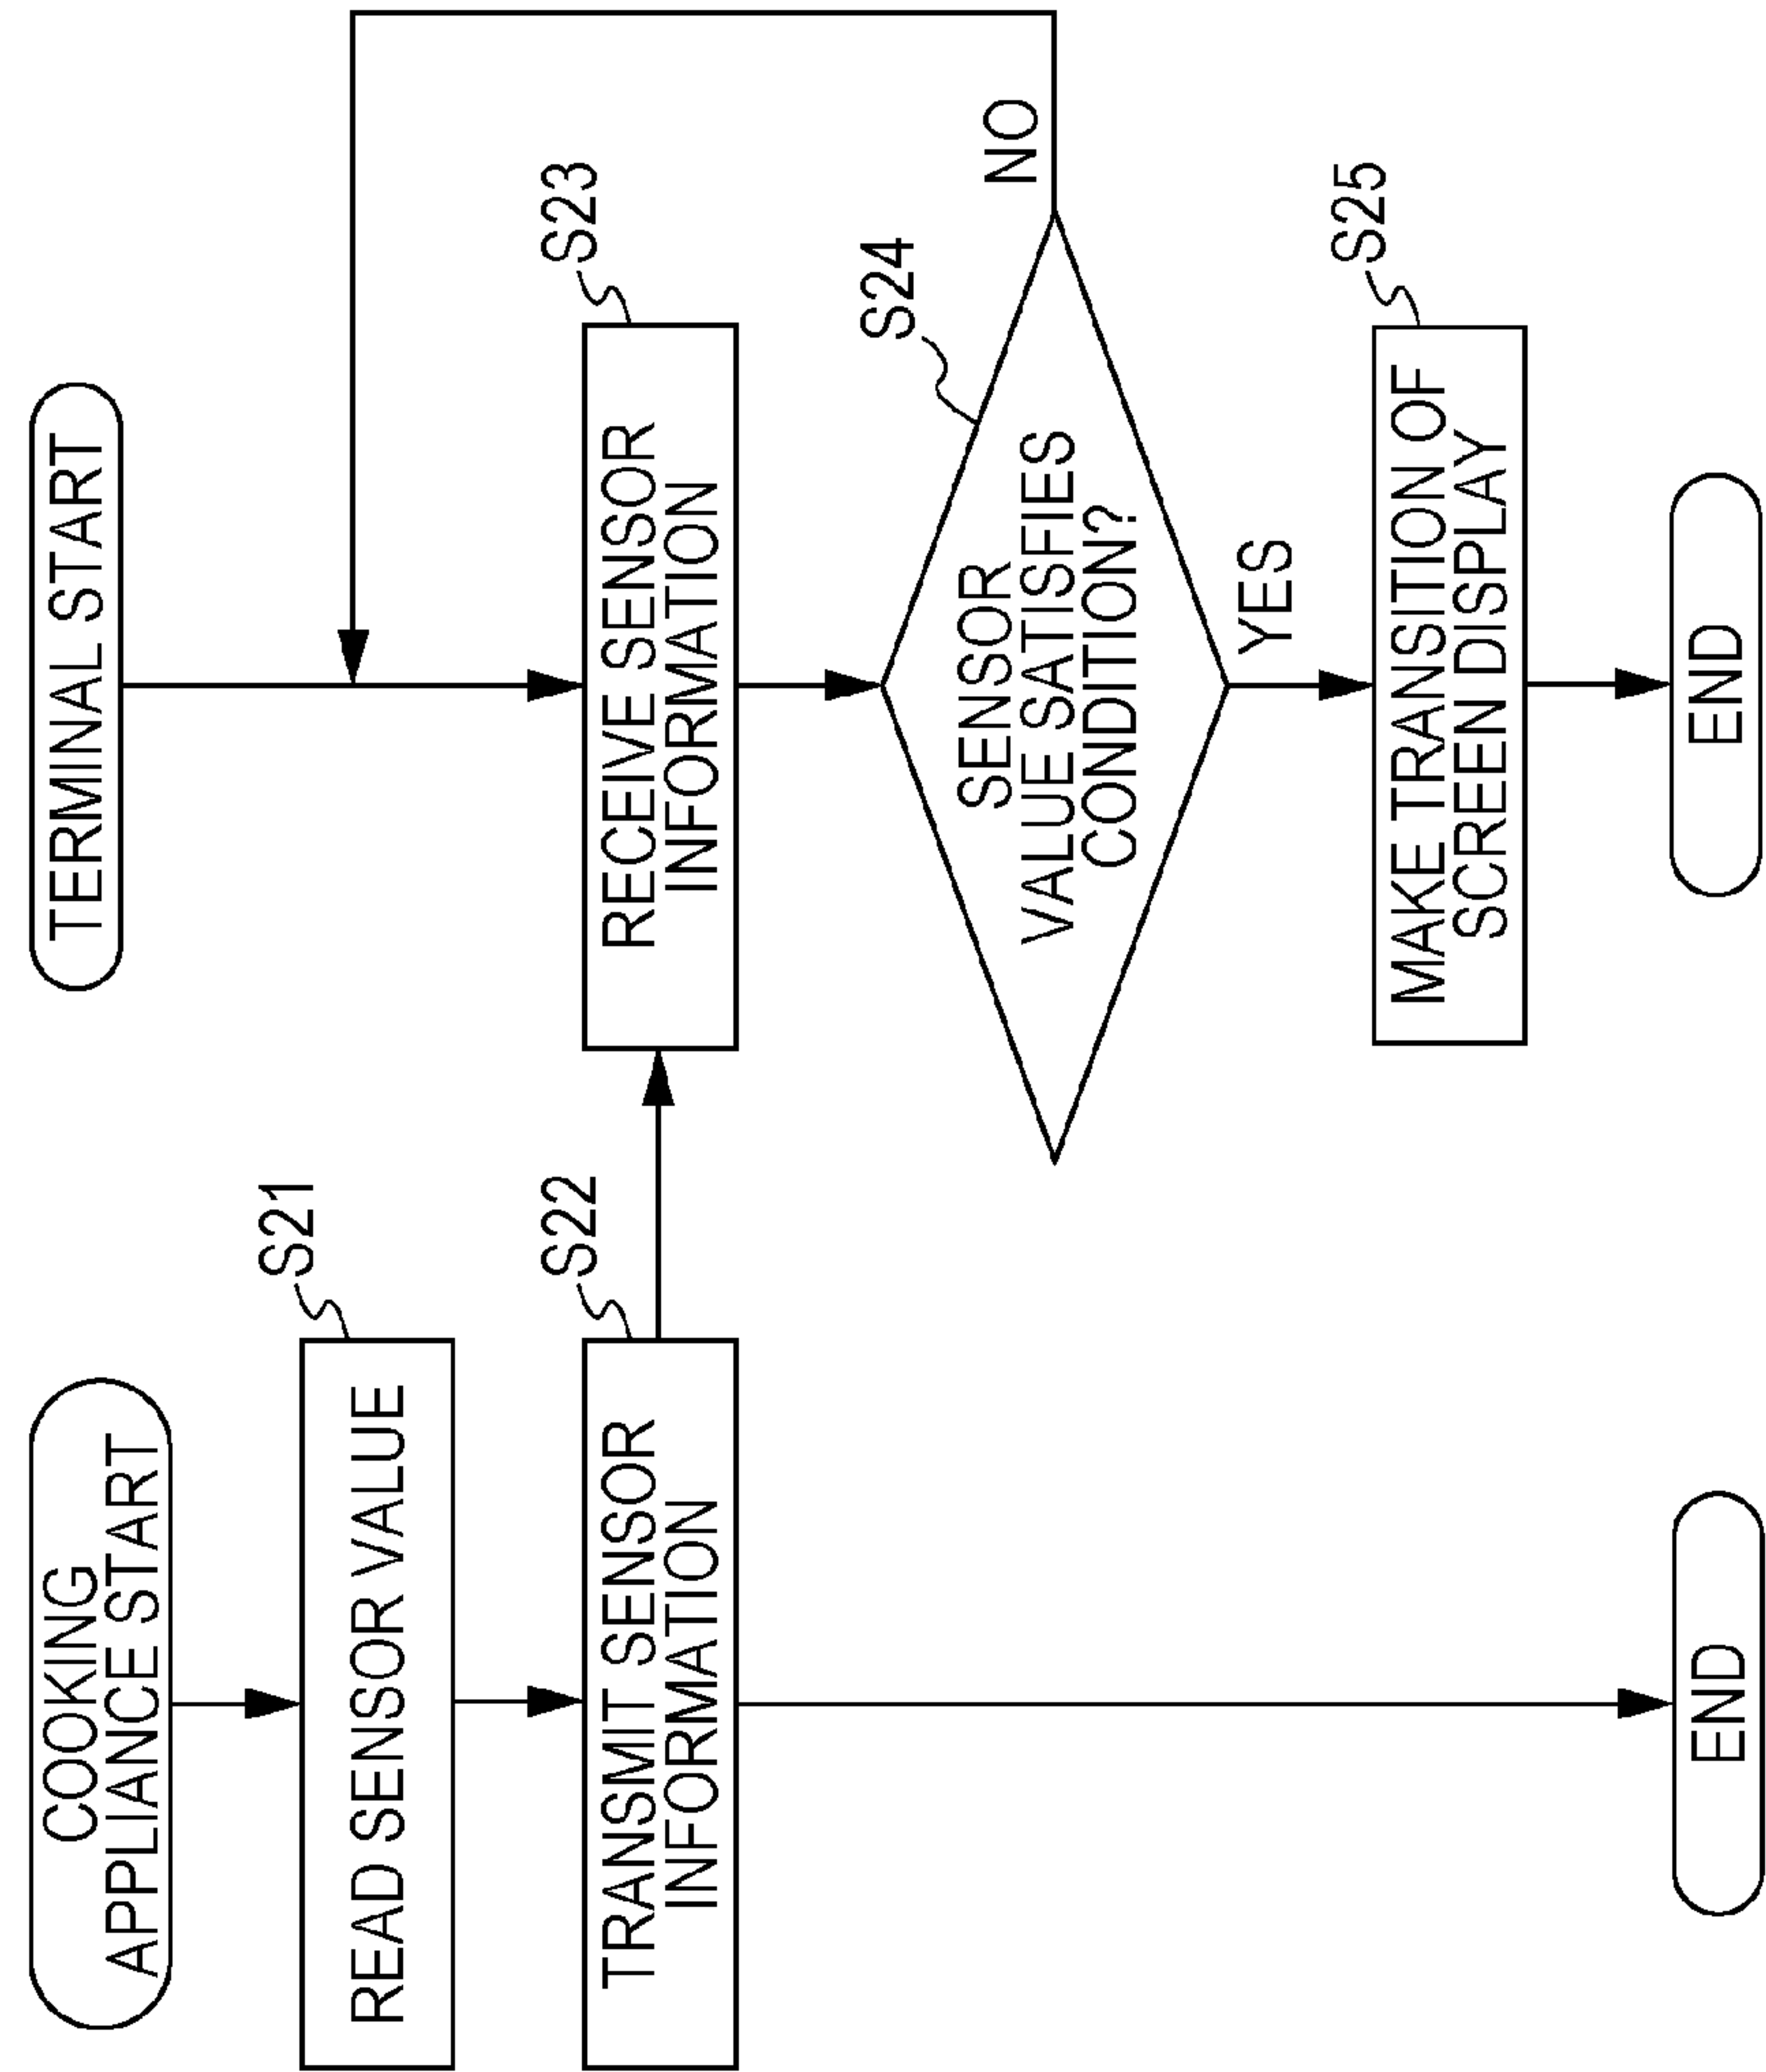 COOKING
APPLIANCE START
S21
READ SENSOR VALUE
S22
TRANSMIT SENSOR
INFORMATION
END
TERMINAL START
S23
RECEIVE SENSOR
INFORMATION
S24
SENSOR
VALUE SATISFIES
CONDITION?
NO
YES
S25
MAKE TRANSITION OF
SCREEN DISPLAY
END